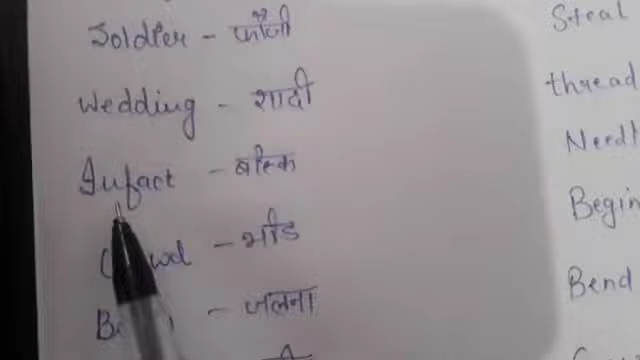 Soldier - फौजी
Wedding - शादी
Infact - बल्कि
- भीड
- जलना
Steal
thread
Begin
Bend